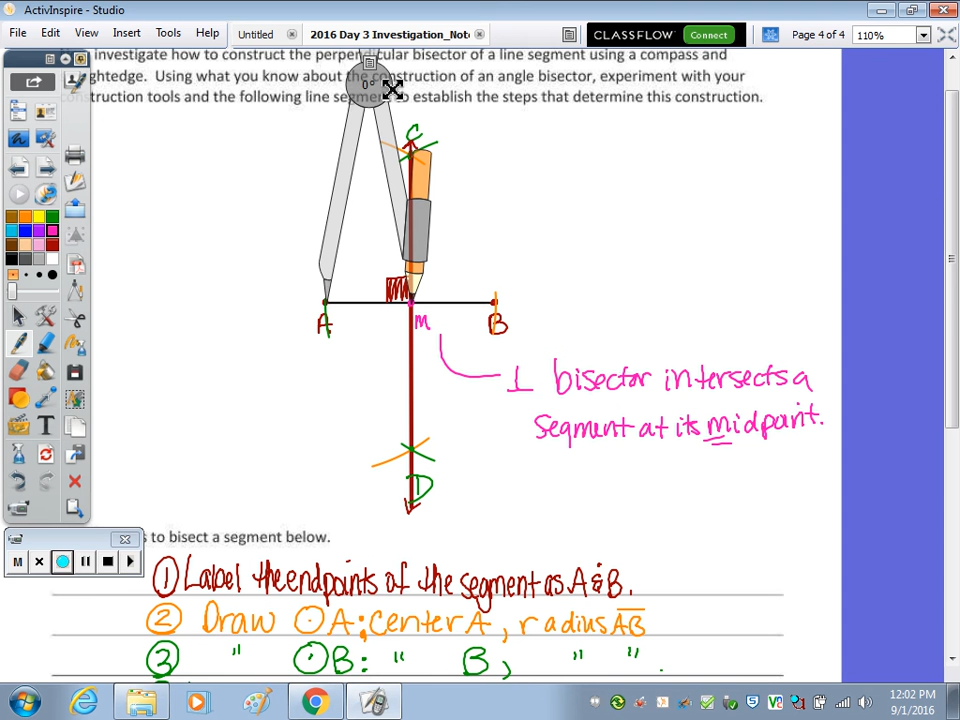 ActivInspire - Studio
File Edit View Insert Tools Help Untitled 2016 Day 3 Investigation_Note CLASSFLOW Connect Page 4 of 4 110%
investigate how to construct the perpendicular bisector of a line segment using a compass and
ghtedge. Using what you know about the construction of an angle bisector, experiment with your
truction tools and the following line segment to establish the steps that determine this construction.
0°
C
A M B
⊥ bisector intersects a
segment at its midpoint.
D
s to bisect a segment below.
① Label the endpoints of the segment as A & B.
② Draw ⊙A: center A, radius AB
③ " ⊙B: " B, " " .
12:02 PM
9/1/2016